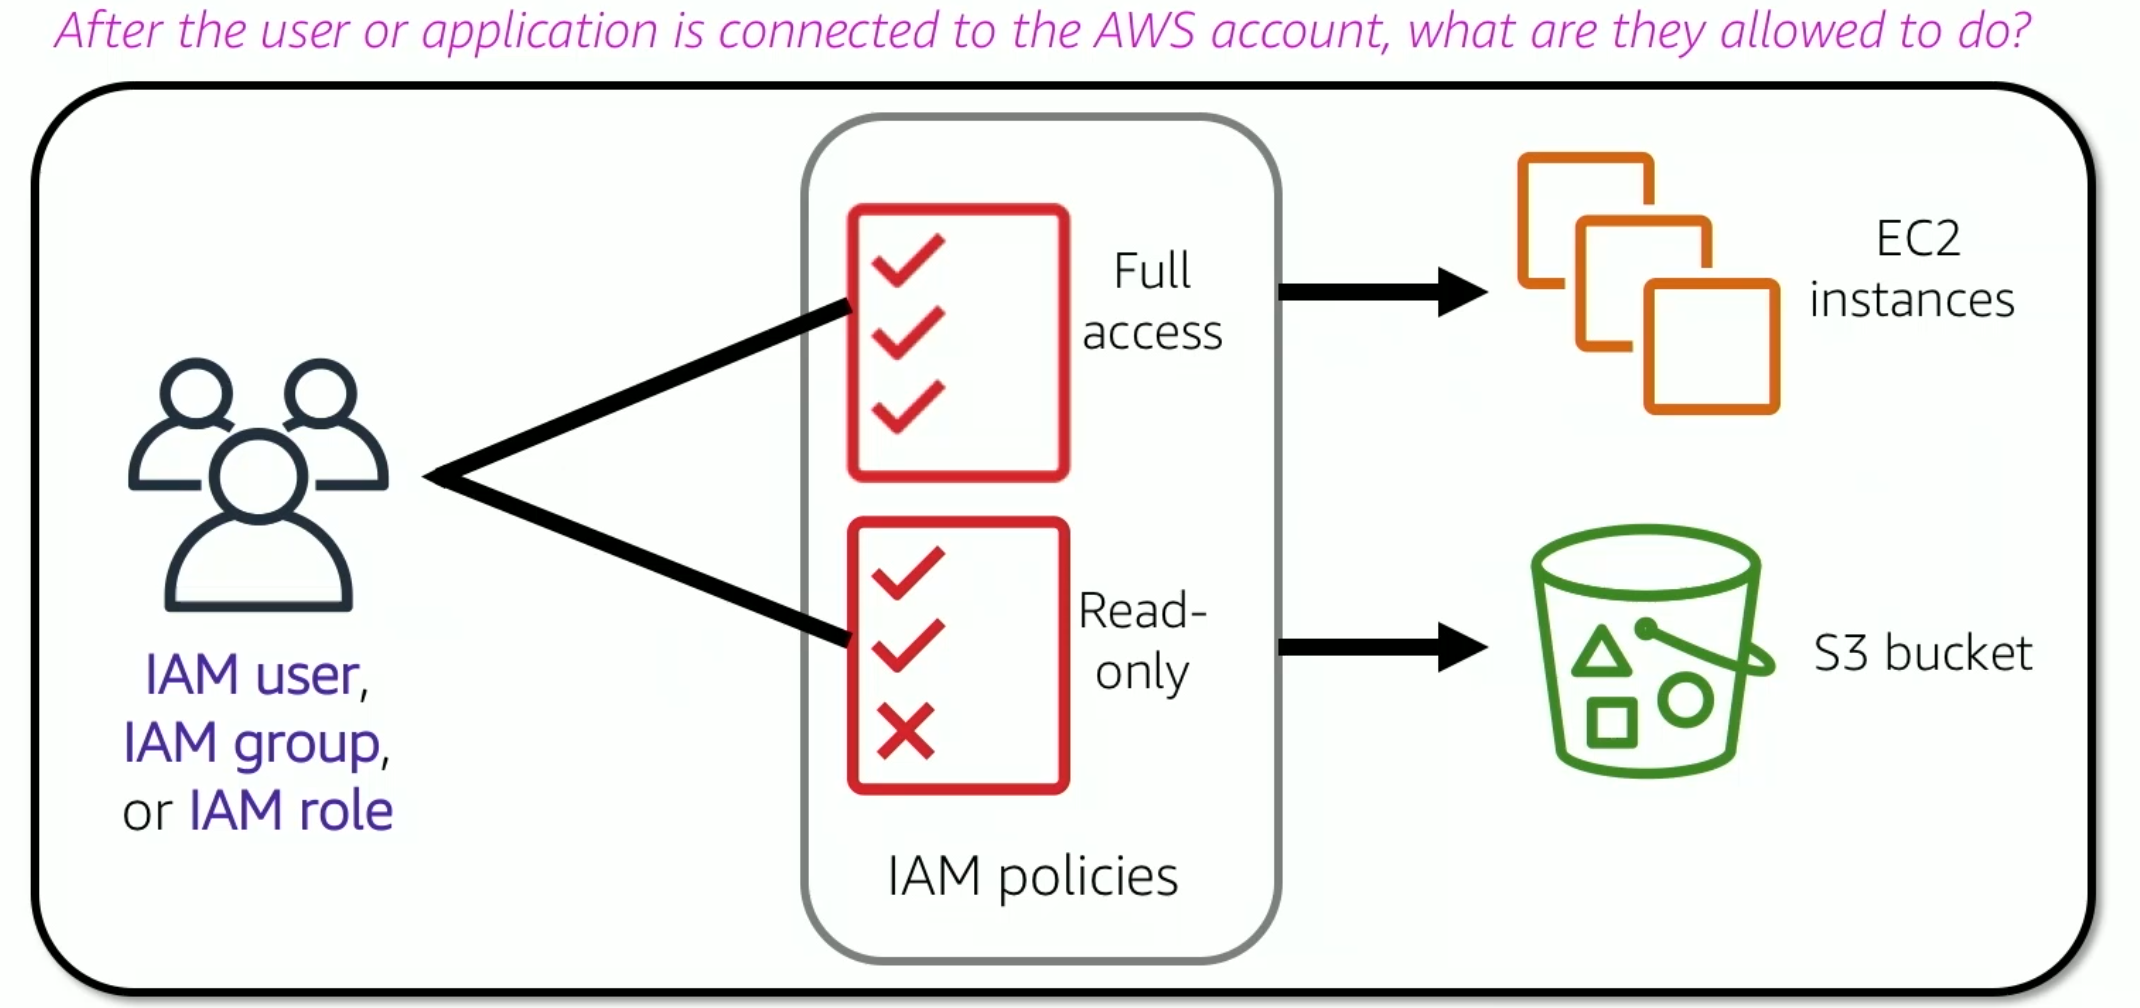 After the user or application is connected to the AWS account, what are they allowed to do?
Full
access
EC2
instances
IAM user,
IAM group,
or IAM role
Read-
only
S3 bucket
IAM policies